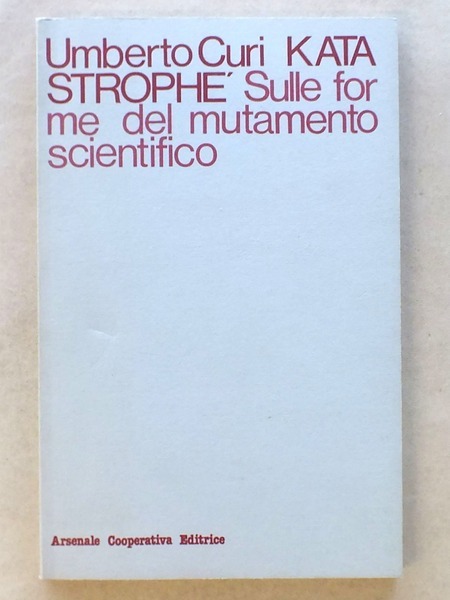 Umberto Curi KATA
STROPHE´ Sulle for
me del mutamento
scientifico
Arsenale Cooperativa Editrice